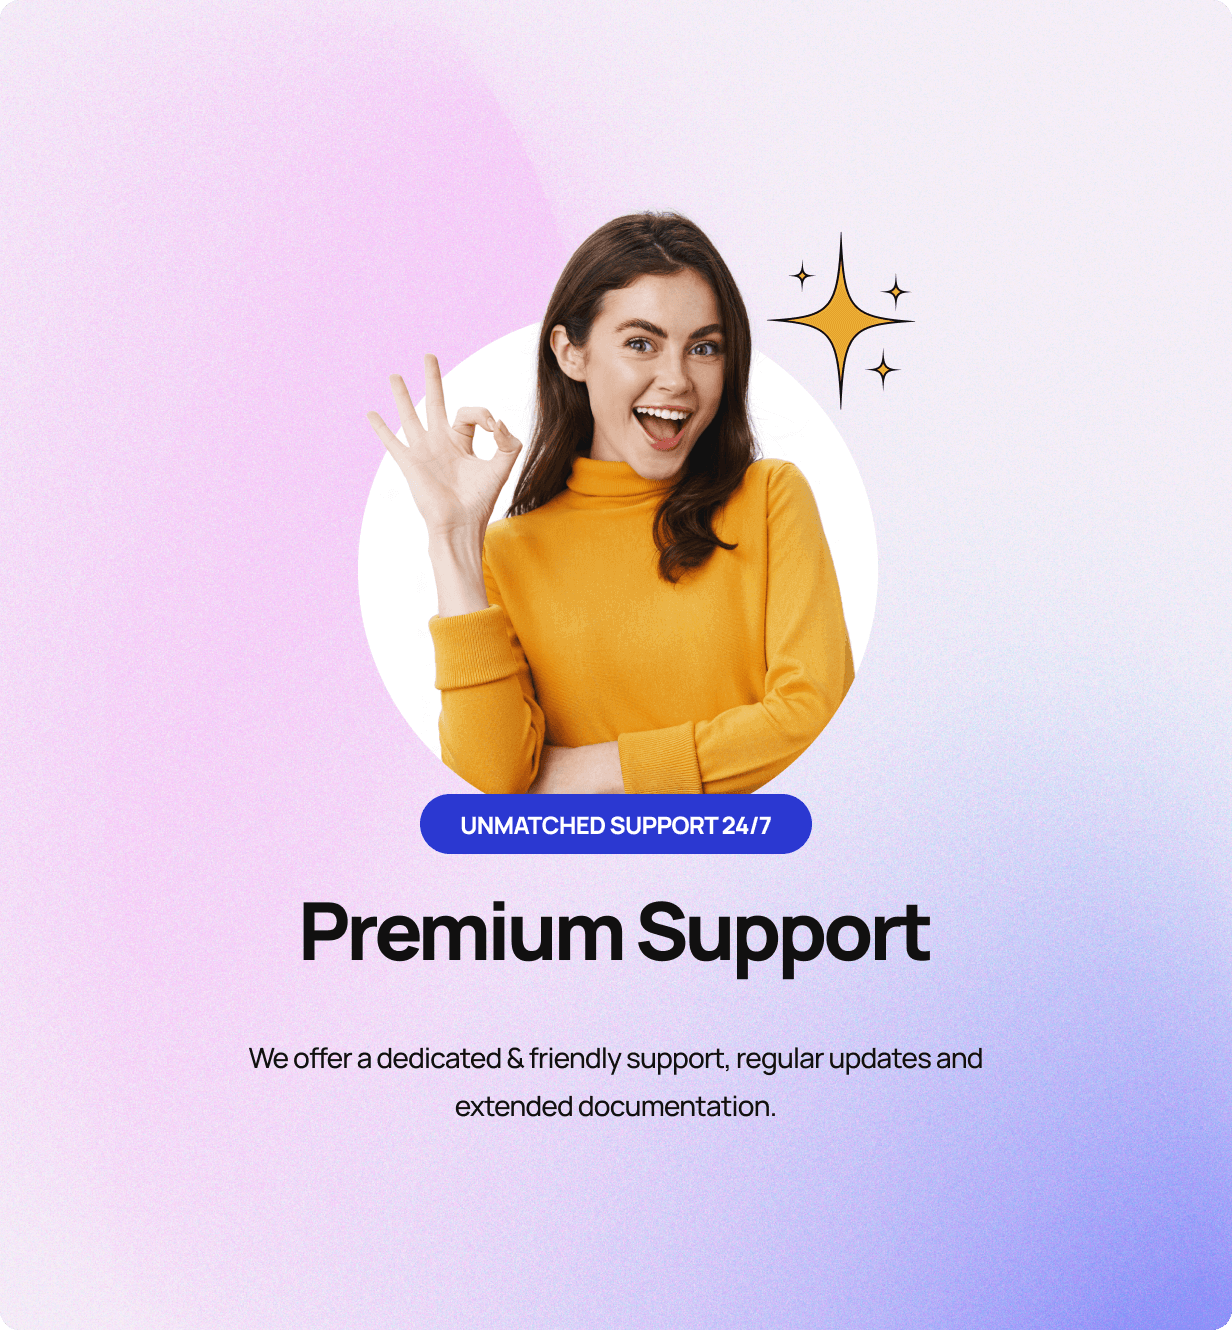 UNMATCHED SUPPORT 24/7
Premium Support
We offer a dedicated & friendly support, regular updates and
extended documentation.